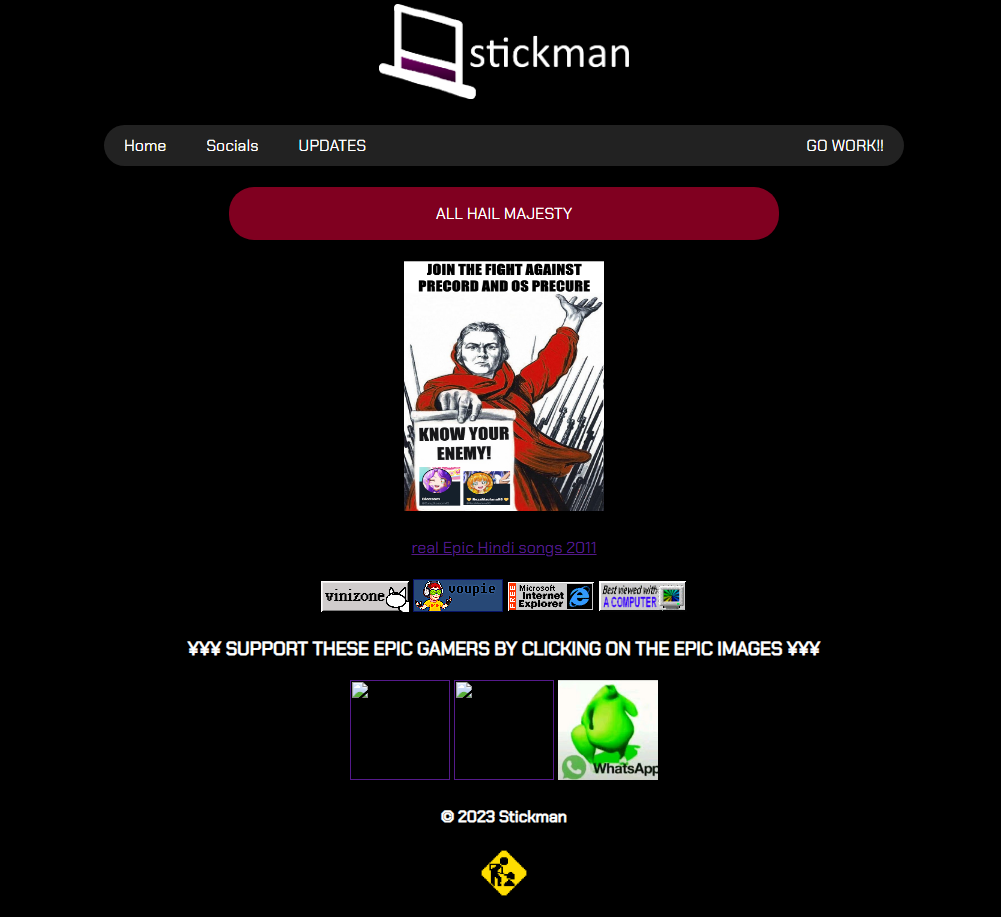 stickman
Home Socials UPDATES GO WORK!!
ALL HAIL MAJESTY
JOIN THE FIGHT AGAINST
PRECORD AND OS PRECURE
KNOW YOUR
ENEMY!
real Epic Hindi songs 2011
vinizone youpie FREE Microsoft Internet Explorer Best viewed with A COMPUTER
¥¥¥ SUPPORT THESE EPIC GAMERS BY CLICKING ON THE EPIC IMAGES ¥¥¥
WhatsApp
© 2023 Stickman